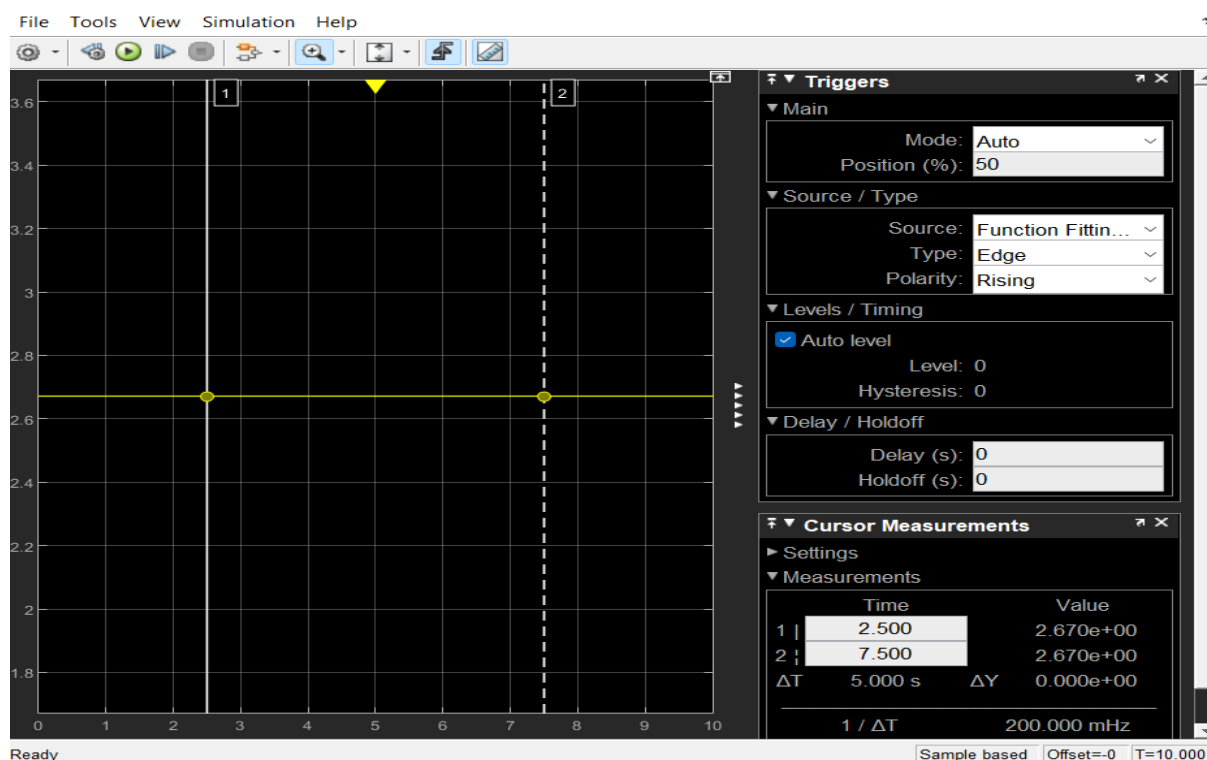 File Tools View Simulation Help
1
2
3.6
3.4
3.2
3
2.8
2.6
2.4
2.2
2
1.8
0 1 2 3 4 5 6 7 8 9 10
Triggers
Main
Mode: Auto
Position (%): 50
Source / Type
Source: Function Fittin...
Type: Edge
Polarity: Rising
Levels / Timing
Auto level
Level: 0
Hysteresis: 0
Delay / Holdoff
Delay (s): 0
Holdoff (s): 0
Cursor Measurements
Settings
Measurements
Time Value
1 | 2.500 2.670e+00
2 ¦ 7.500 2.670e+00
ΔT 5.000 s ΔY 0.000e+00
1 / ΔT 200.000 mHz
Ready Sample based Offset=-0 T=10.000